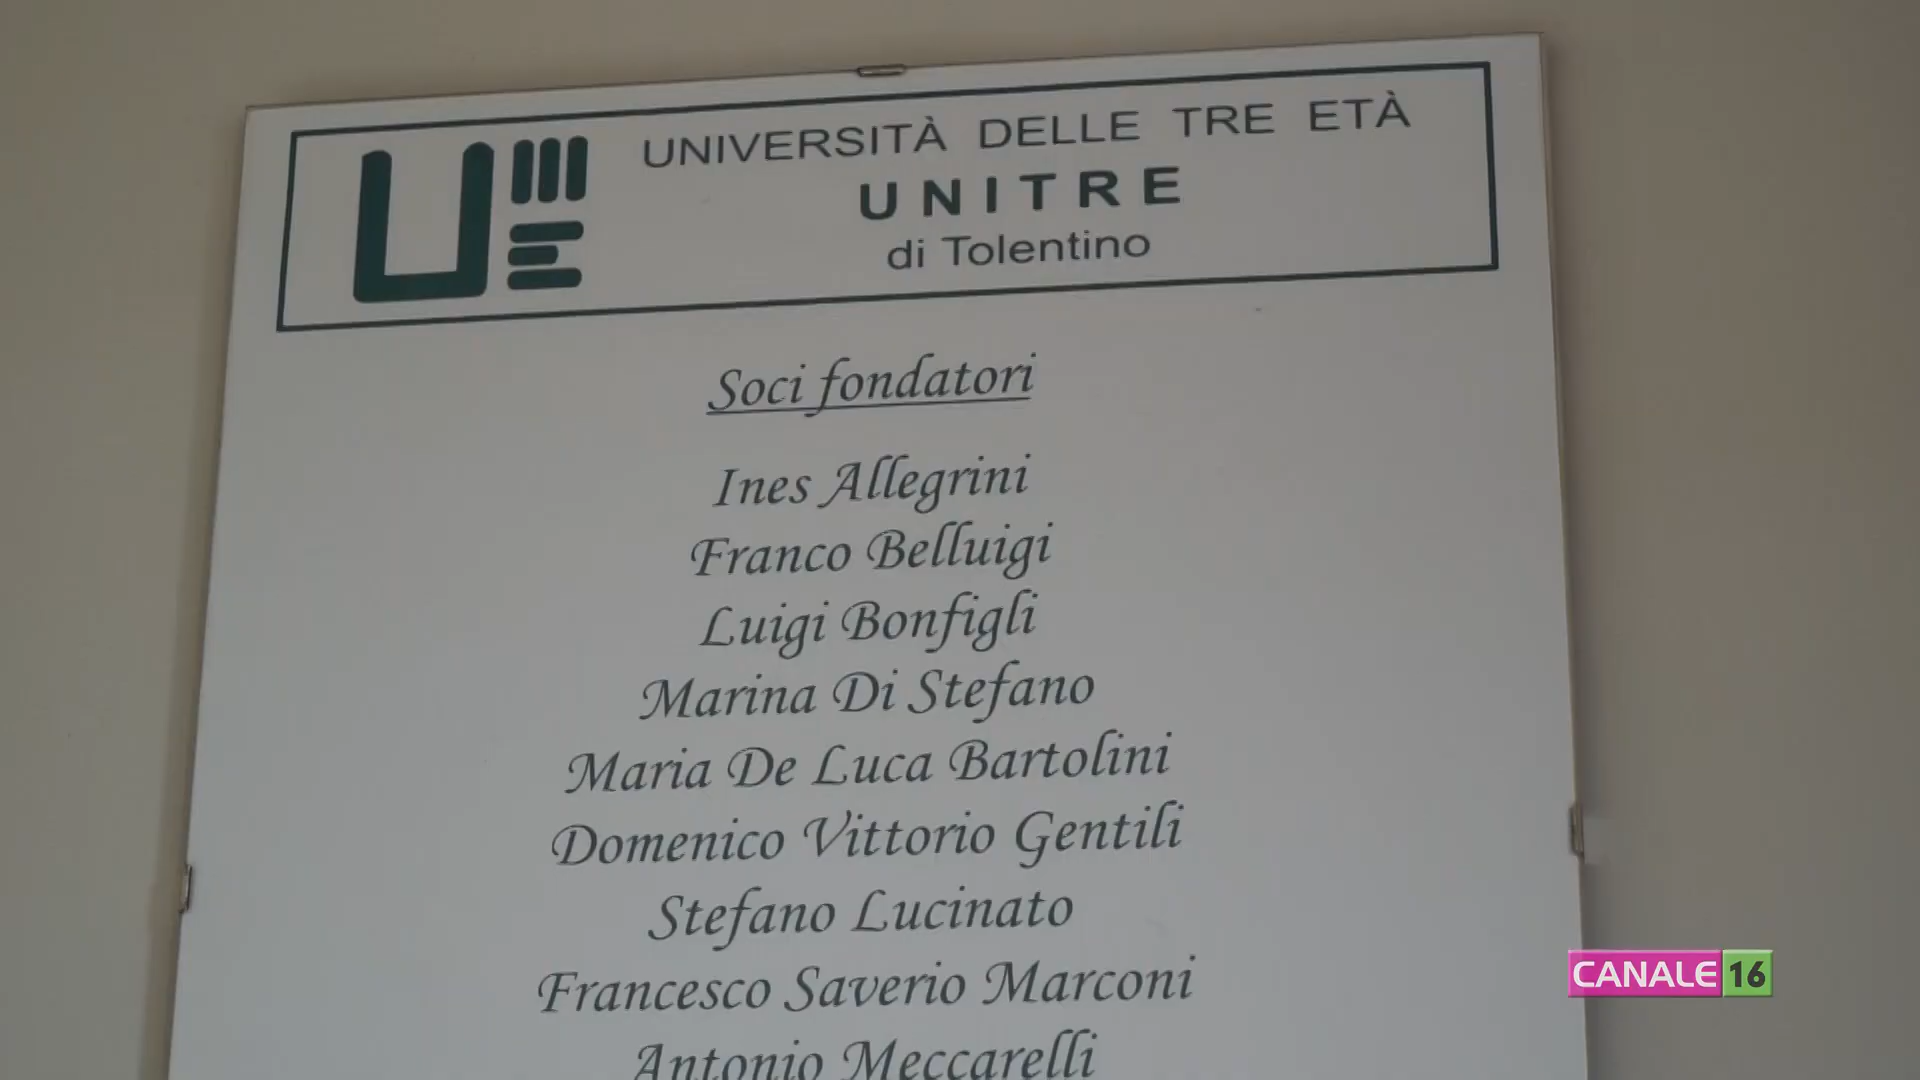 UNIVERSITÀ DELLE TRE ETÀ
UNITRE
di Tolentino
Soci fondatori
Ines Allegrini
Franco Belluigi
Luigi Bonfigli
Marina Di Stefano
Maria De Luca Bartolini
Domenico Vittorio Gentili
Stefano Lucinato
Francesco Saverio Marconi
Antonio Meccarelli
CANALE 16